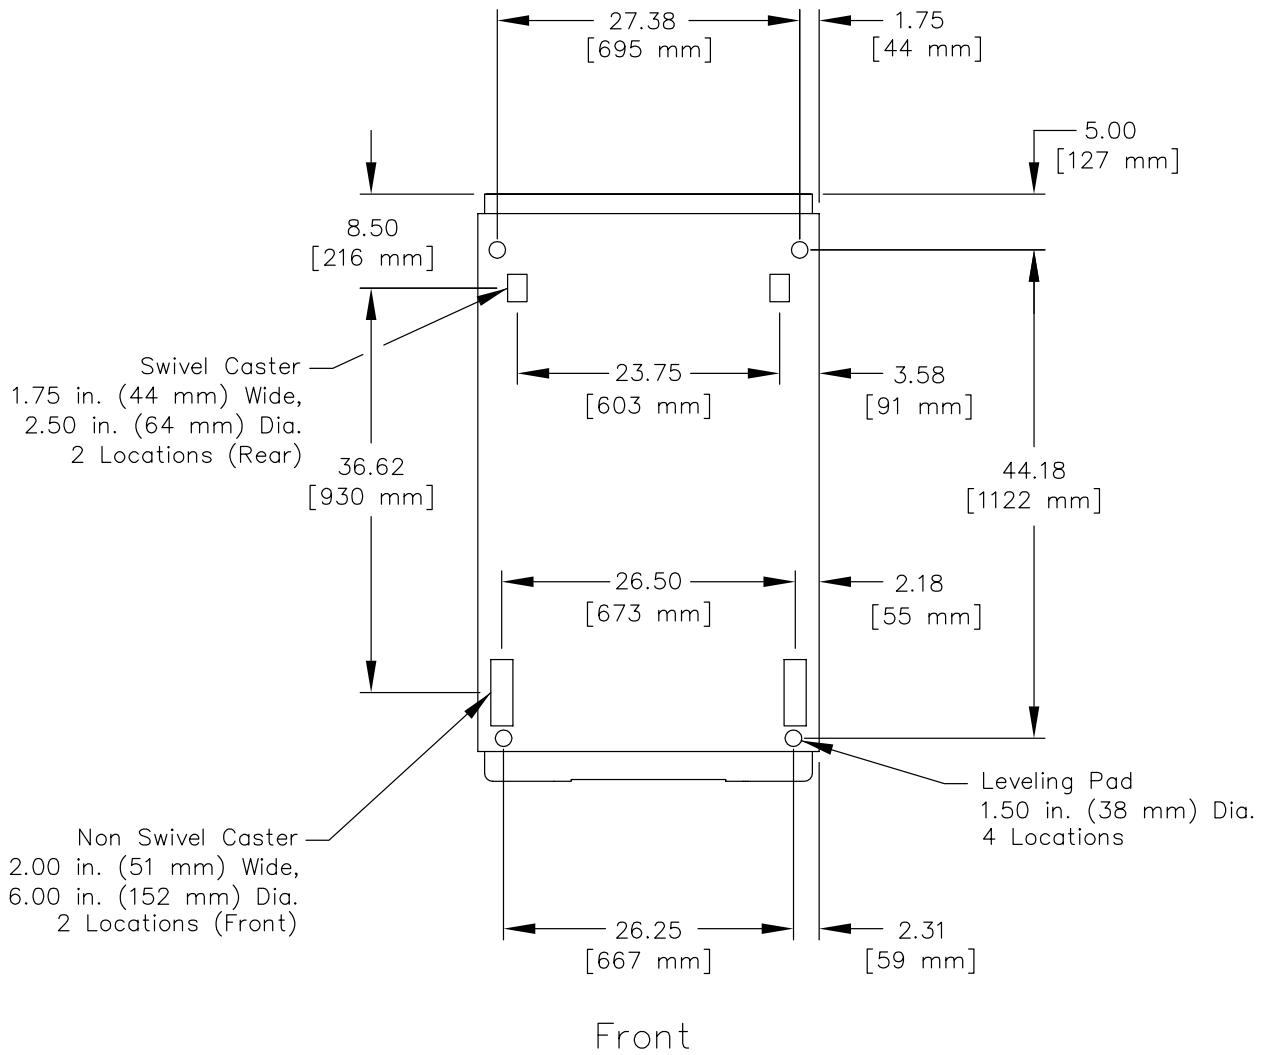 27.38
[695 mm]
1.75
[44 mm]
5.00
[127 mm]
8.50
[216 mm]
Swivel Caster
1.75 in. (44 mm) Wide,
2.50 in. (64 mm) Dia.
2 Locations (Rear)
23.75
[603 mm]
3.58
[91 mm]
36.62
[930 mm]
44.18
[1122 mm]
26.50
[673 mm]
2.18
[55 mm]
Leveling Pad
1.50 in. (38 mm) Dia.
4 Locations
Non Swivel Caster
2.00 in. (51 mm) Wide,
6.00 in. (152 mm) Dia.
2 Locations (Front)
26.25
[667 mm]
2.31
[59 mm]
Front